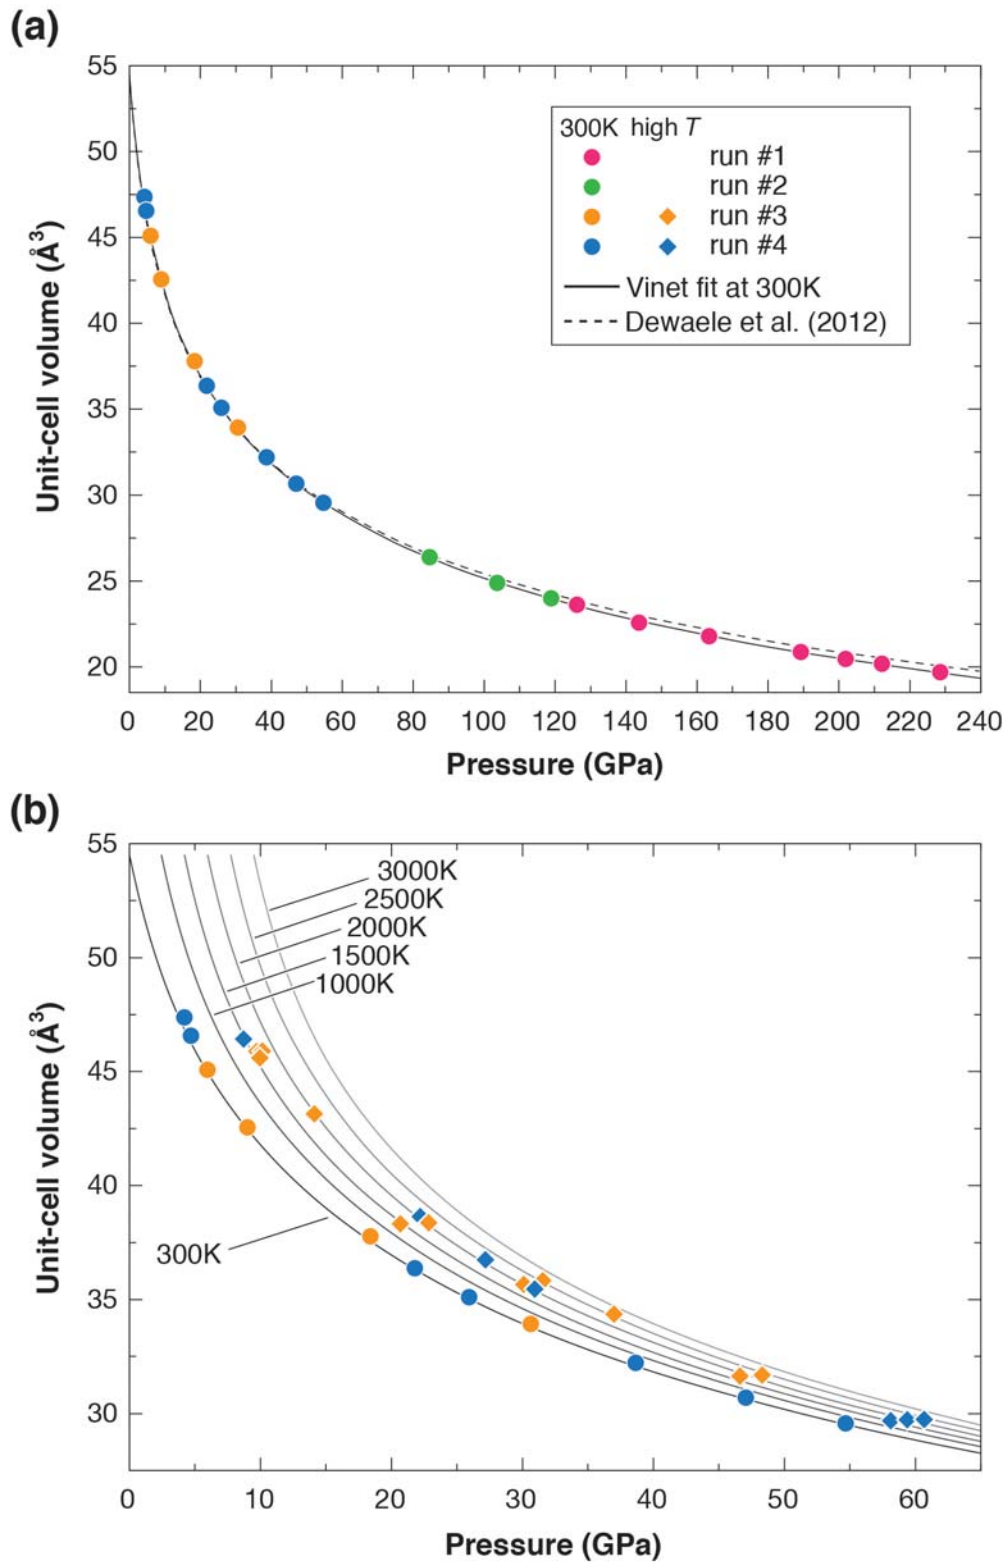 (a)
55
50
45
40
35
30
25
20
Unit-cell volume (Å³)
300K high T
run #1
run #2
run #3
run #4
Vinet fit at 300K
Dewaele et al. (2012)
0 20 40 60 80 100 120 140 160 180 200 220 240
Pressure (GPa)
(b)
55
50
45
40
35
30
Unit-cell volume (Å³)
3000K
2500K
2000K
1500K
1000K
300K
0 10 20 30 40 50 60
Pressure (GPa)